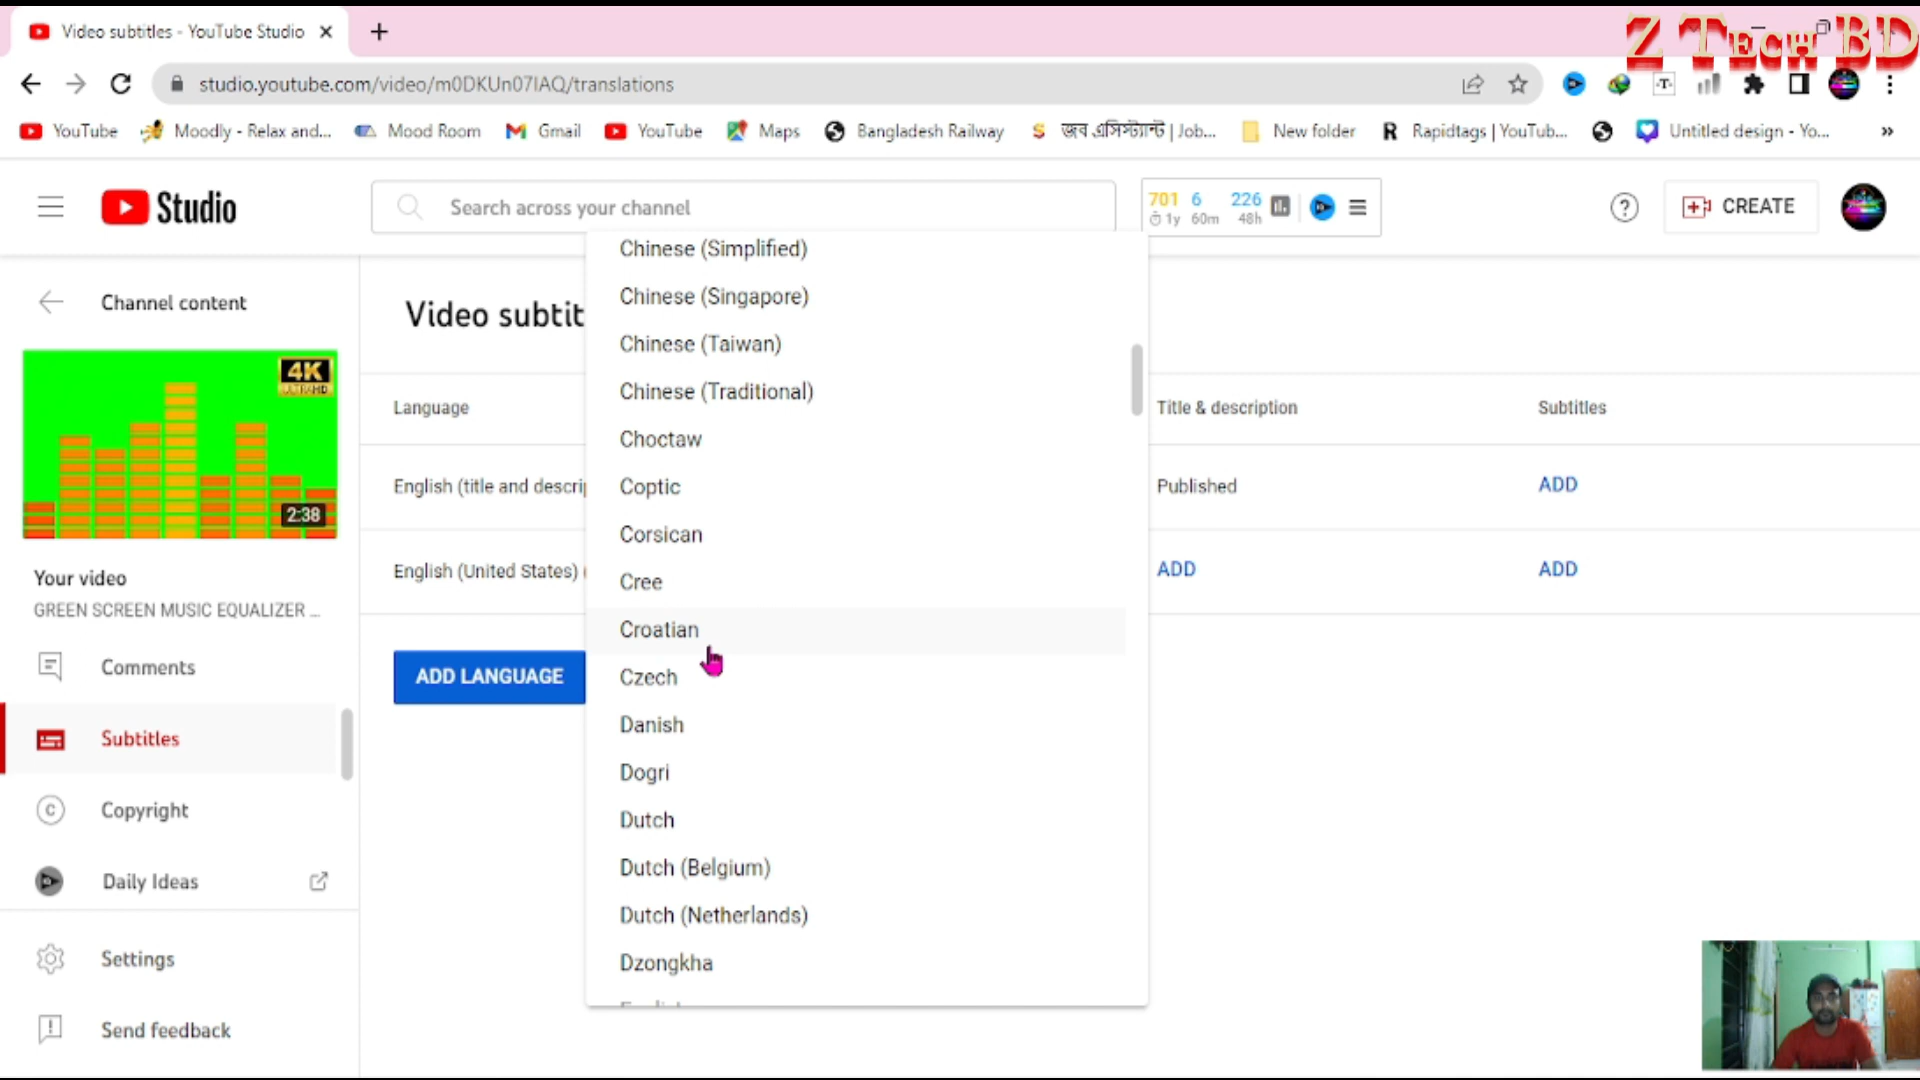 Video subtitles - YouTube Studio
Z Tech BD
studio.youtube.com/video/m0DKUn07IAQ/translations
YouTube
Moodly - Relax and...
Mood Room
Gmail
YouTube
Maps
Bangladesh Railway
জব এসিস্ট্যান্ট | Job...
New folder
Rapidtags | YouTub...
Untitled design - Yo...
Studio
Search across your channel
701 6 226
1y 60m 48h
CREATE
Channel content
4K
ULTRA HD
2:38
Your video
GREEN SCREEN MUSIC EQUALIZER ...
Comments
Subtitles
Copyright
Daily Ideas
Settings
Send feedback
Video subtit
Language
Title & description
Subtitles
English (title and descrip
Published
ADD
English (United States) (
ADD
ADD
ADD LANGUAGE
Chinese (Simplified)
Chinese (Singapore)
Chinese (Taiwan)
Chinese (Traditional)
Choctaw
Coptic
Corsican
Cree
Croatian
Czech
Danish
Dogri
Dutch
Dutch (Belgium)
Dutch (Netherlands)
Dzongkha